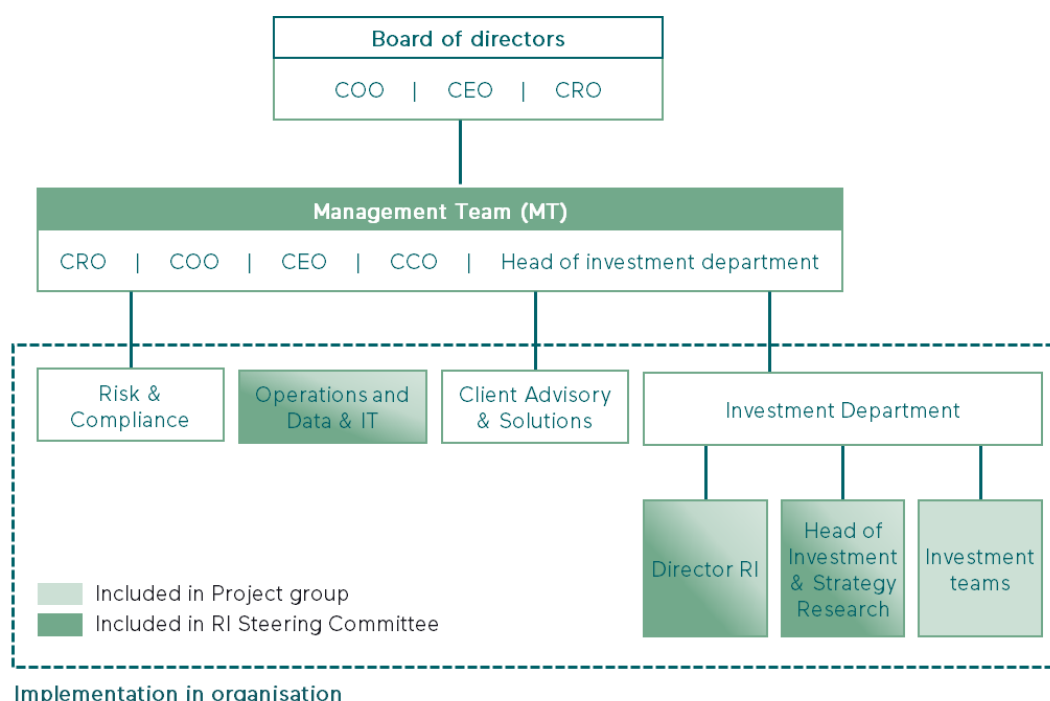 Board of directors
COO | CEO | CRO
Management Team (MT)
CRO | COO | CEO | CCO | Head of investment department
Risk &
Compliance
Operations and
Data & IT
Client Advisory
& Solutions
Investment Department
Director RI
Head of
Investment
& Strategy
Research
Investment
teams
Included in Project group
Included in RI Steering Committee
Implementation in organisation